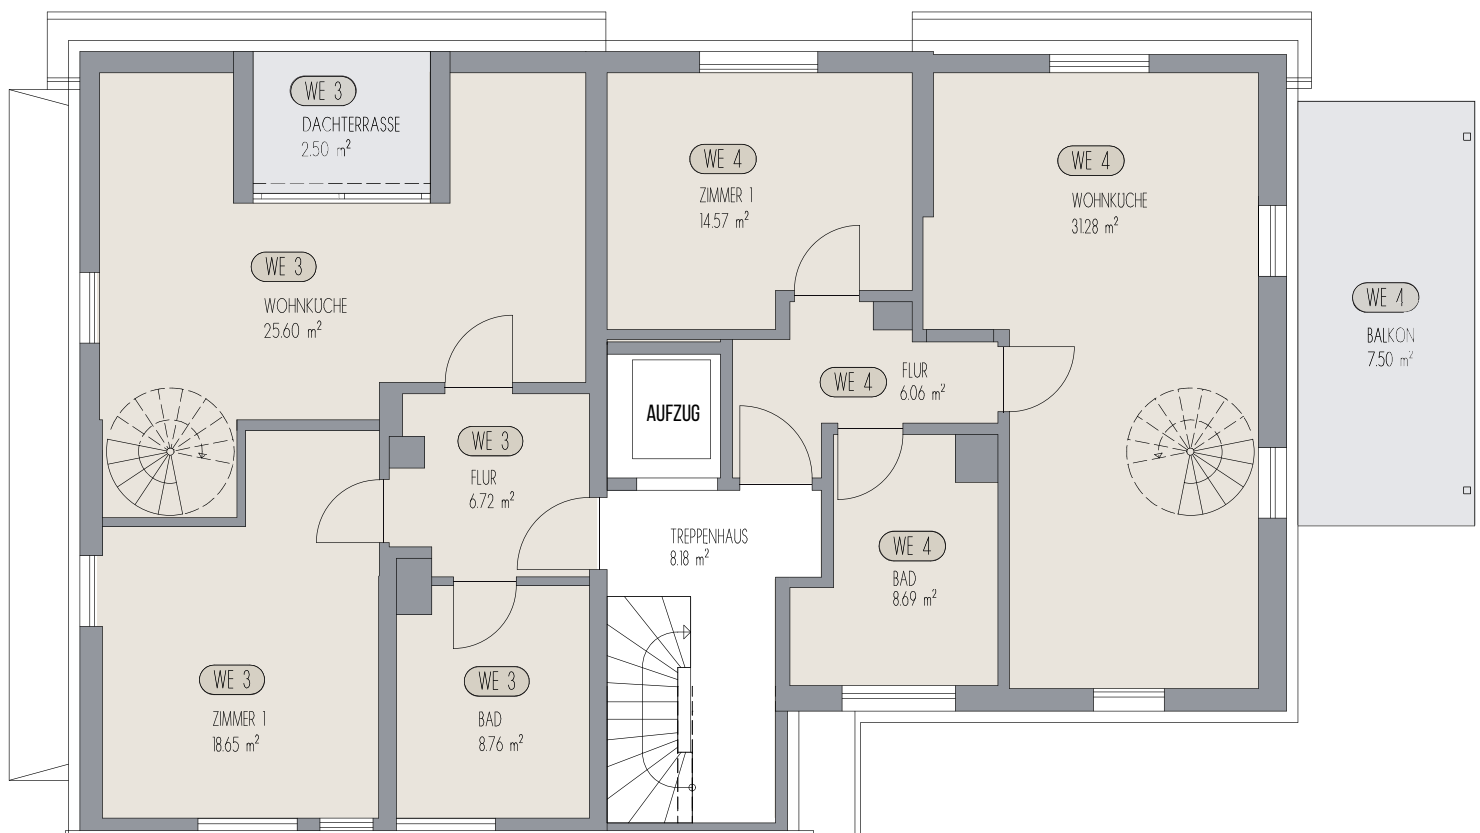 WE 3
DACHTERRASSE
2.50 m²
WE 4
ZIMMER 1
14.57 m²
WE 4
WOHNKÜCHE
31.28 m²
WE 3
WOHNKÜCHE
25.60 m²
WE 4
BALKON
7.50 m²
WE 4
FLUR
6.06 m²
AUFZUG
WE 3
FLUR
6.72 m²
TREPPENHAUS
8.18 m²
WE 4
BAD
8.69 m²
WE 3
ZIMMER 1
18.65 m²
WE 3
BAD
8.76 m²